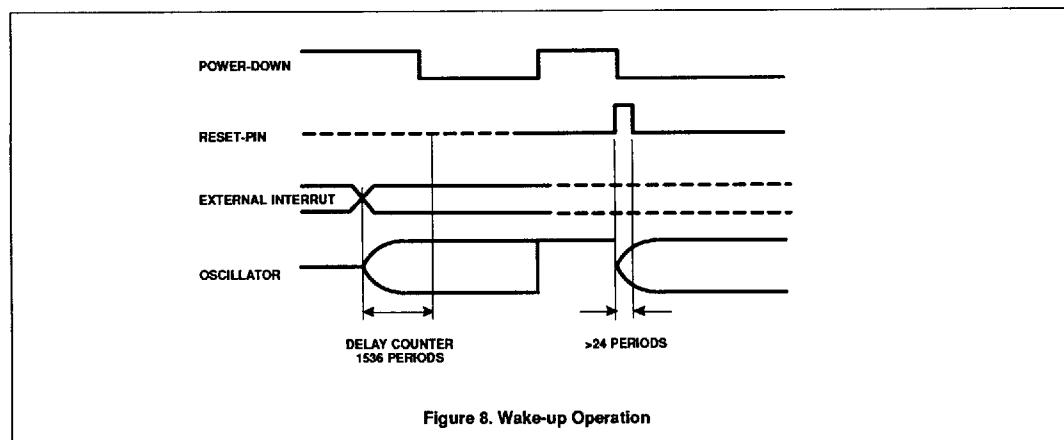 POWER-DOWN
RESET-PIN
EXTERNAL INTERRUT
OSCILLATOR
DELAY COUNTER
1536 PERIODS
>24 PERIODS
Figure 8. Wake-up Operation